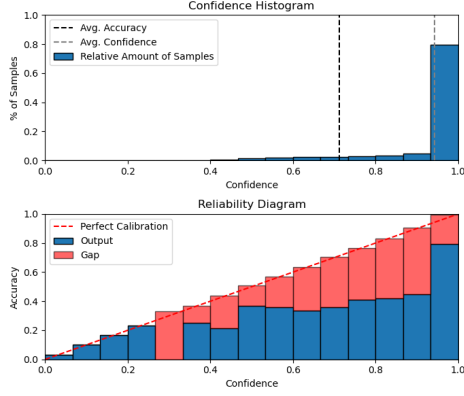 Confidence Histogram
1.0
0.8
0.6
0.4
0.2
0.0
% of Samples
Avg. Accuracy
Avg. Confidence
Relative Amount of Samples
0.0 0.2 0.4 0.6 0.8 1.0
Confidence
Reliability Diagram
1.0
0.8
0.6
0.4
0.2
0.0
Accuracy
Perfect Calibration
Output
Gap
0.0 0.2 0.4 0.6 0.8 1.0
Confidence